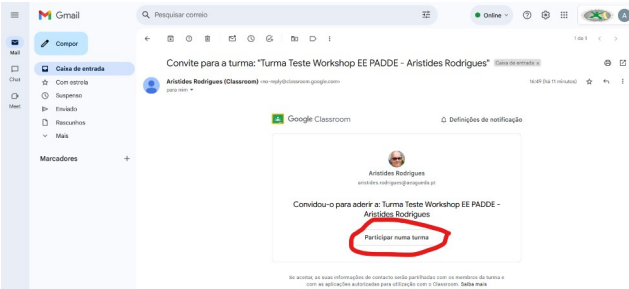 Gmail
Pesquisar correio
Online
Mail
Compor
1 de 1
Chat
Meet
Caixa de entrada
Com estrela
Suspenso
Enviado
Rascunhos
Mais
Marcadores
Convite para a turma: "Turma Teste Workshop EE PADDE - Aristides Rodrigues" Caixa de entrada x
Aristides Rodrigues (Classroom) <no-reply@classroom.google.com>
16:49 (há 11 minutos)
para mim
Google Classroom
Definições de notificação
Aristides Rodrigues
aristides.rodrigues@anogueda.pt
Convidou-o para aderir a: Turma Teste Workshop EE PADDE -
Aristides Rodrigues
Participar numa turma
Se aceitar, as suas informações de contacto serão partilhadas com os membros da turma e
com as aplicações autorizadas para utilização com o Classroom. Saiba mais